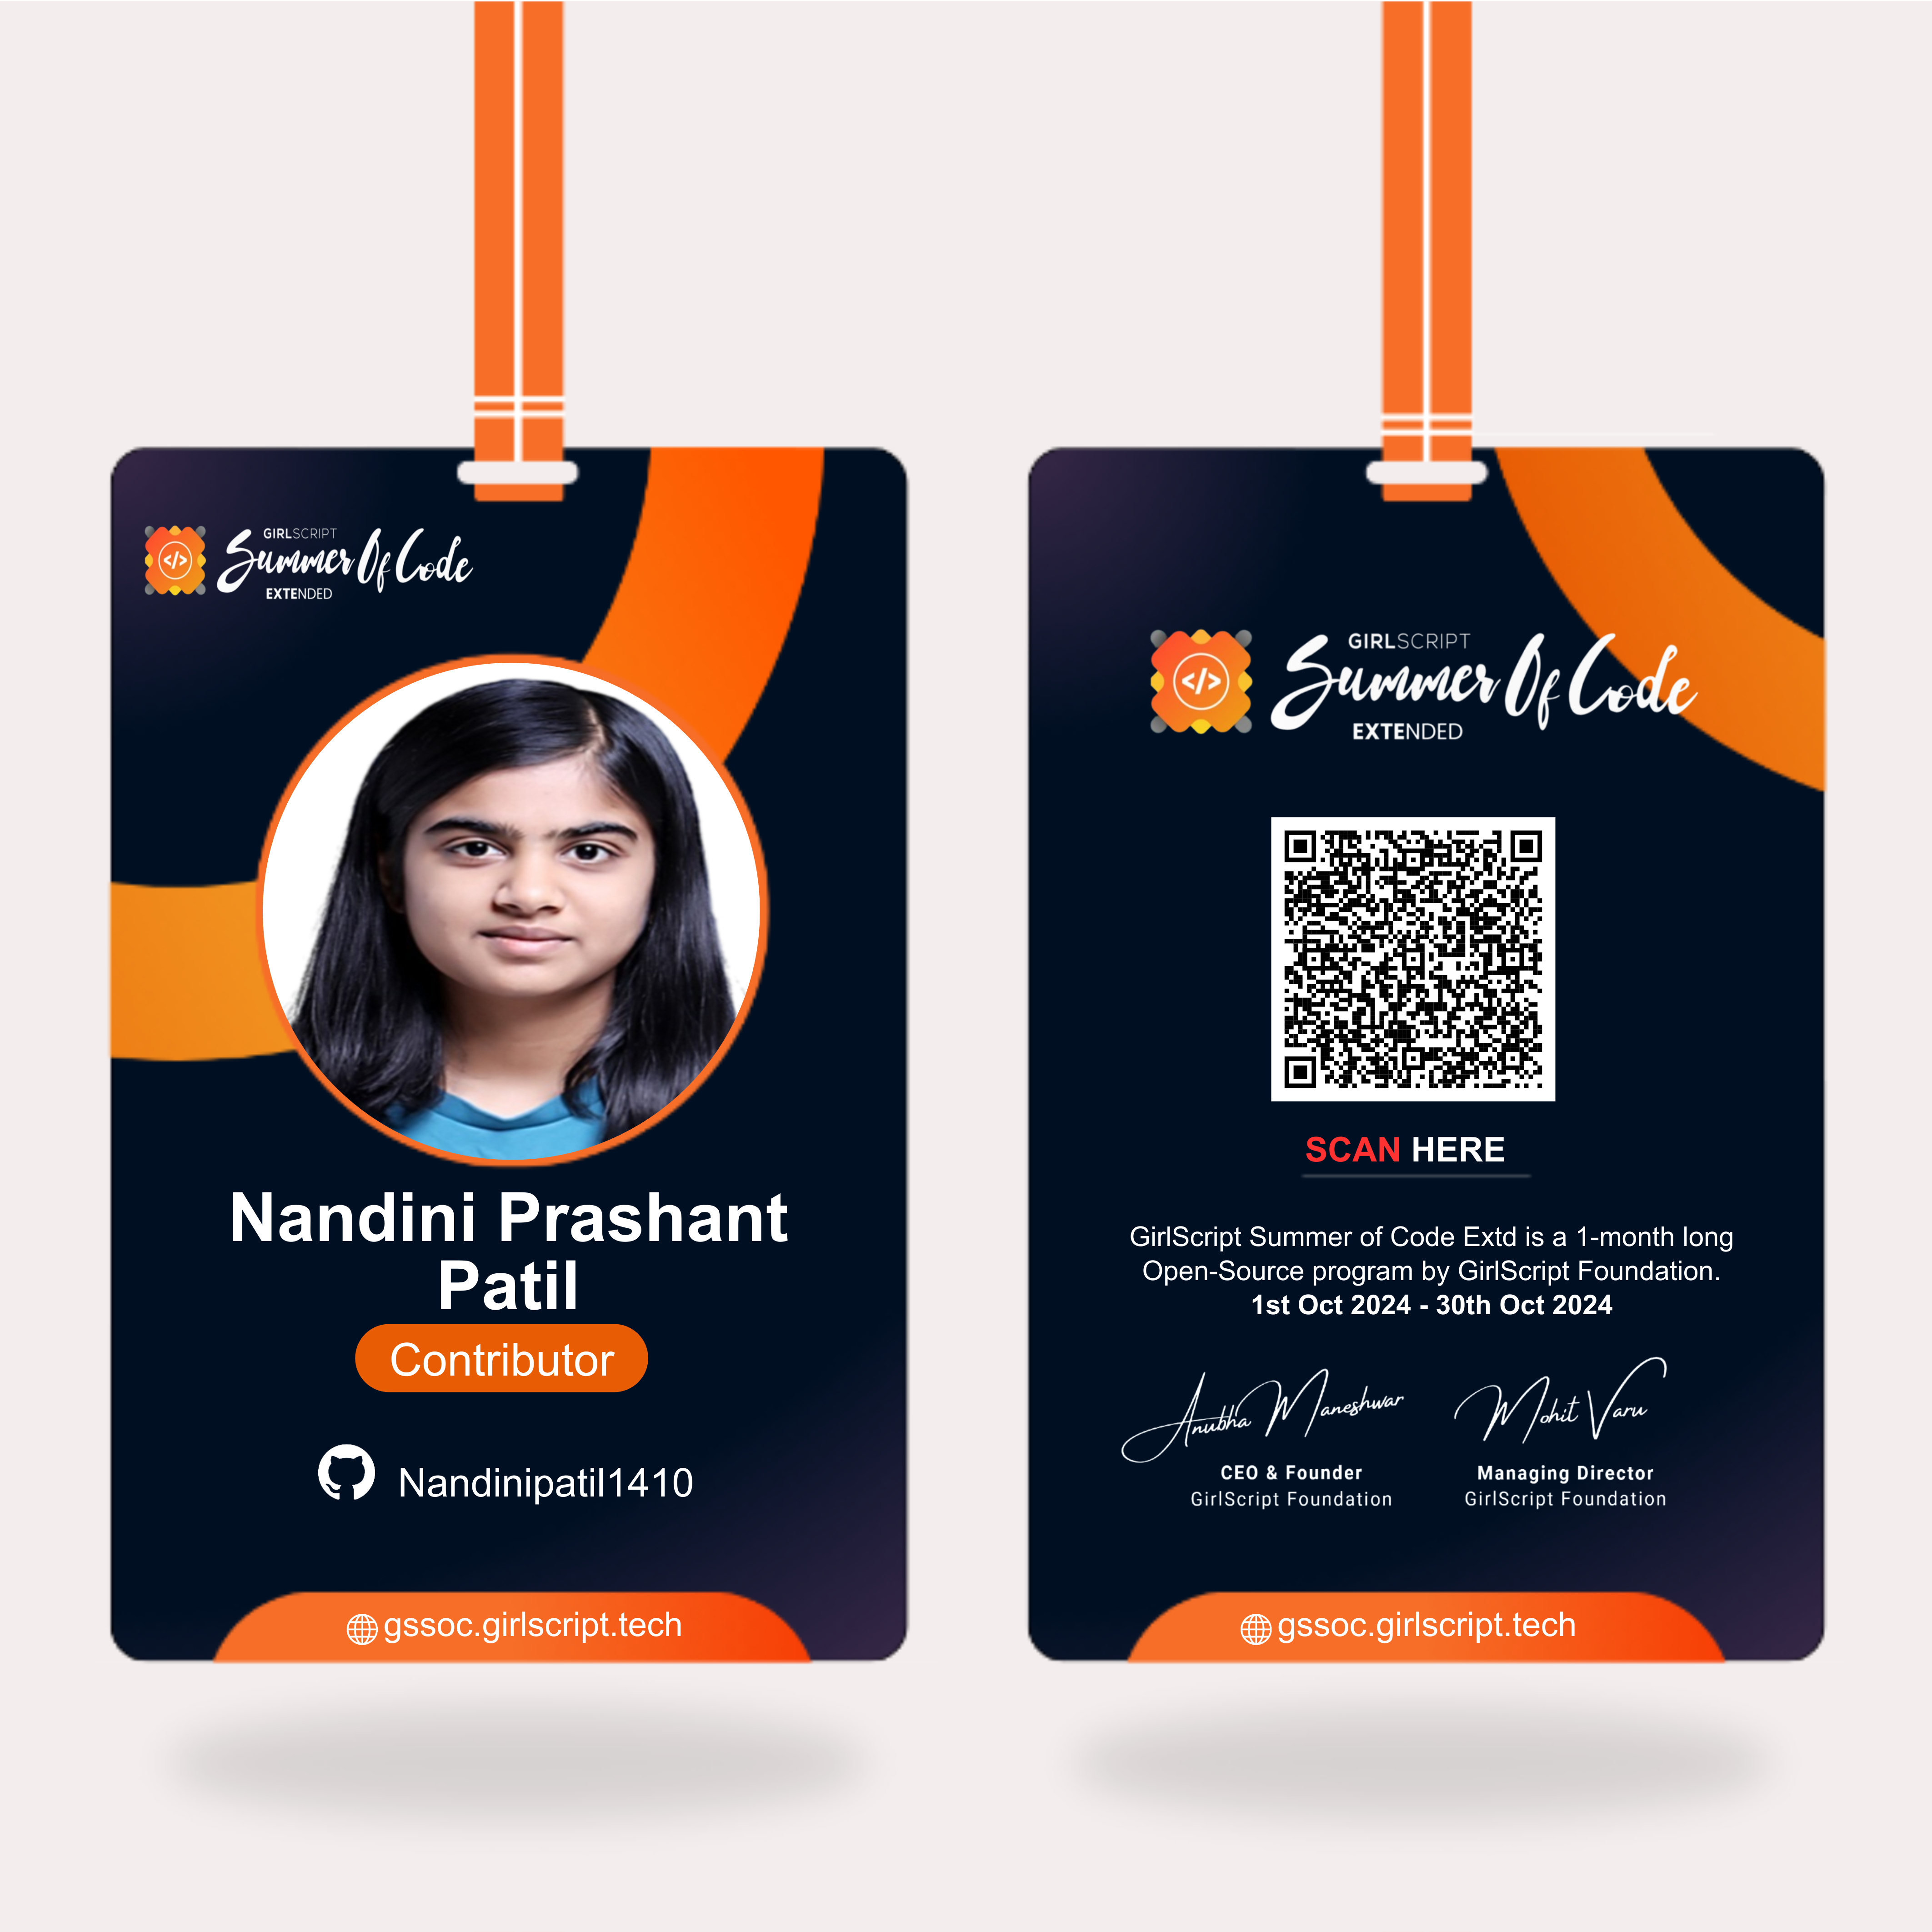 GIRLSCRIPT
Summer Of Code
EXTENDED
</>
Nandini Prashant
Patil
Contributor
Nandinipatil1410
gssoc.girlscript.tech
GIRLSCRIPT
Summer Of Code
EXTENDED
</>
SCAN HERE
GirlScript Summer of Code Extd is a 1-month long
Open-Source program by GirlScript Foundation.
1st Oct 2024 - 30th Oct 2024
Anubha Maneshwar
CEO & Founder
GirlScript Foundation
Mohit Varu
Managing Director
GirlScript Foundation
gssoc.girlscript.tech